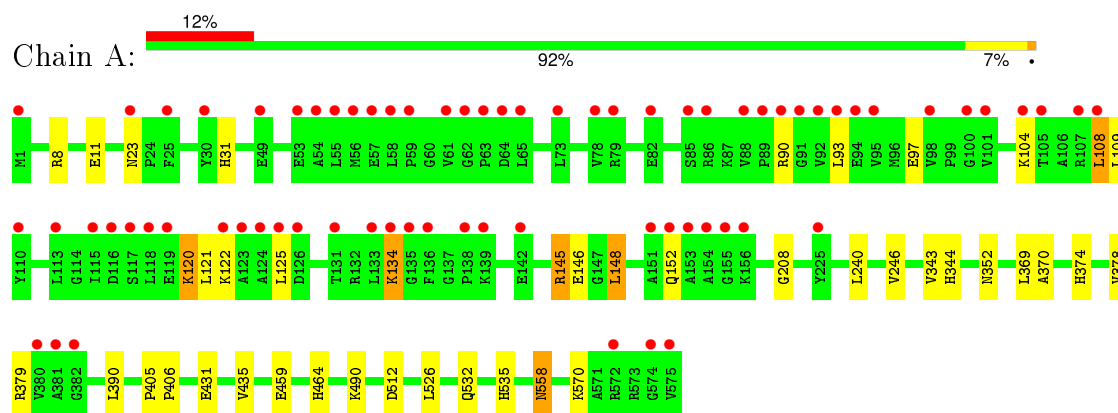 12%
Chain A:
92%
7%
M1 R8 E11 N23 P24 F25 Y30 H31 E49 E53 A54 L55 M56 E57 L58 P59 G60 V61 G62 P63 D64 L65 L73 V78 R79 E82 S85 R86 K87 V88 P89 R90 G91 V92 L93 E94 V95 M96 E97 V98 P99 G100 V101 K104 T105 A106 R107 L108 L109
Y110 L113 G114 I115 D116 S117 L118 E119 K120 L121 K122 A123 A124 L125 D126 T131 R132 L133 K134 G135 F136 G137 P138 K139 E142 R145 E146 G147 L148 A151 Q152 A153 A154 G155 K156 G208 Y225 L240 V246 V343 H344 N352 L369 A370 H374
R379 V380 A381 G382 L390 P405 P406 E431 V435 E459 H464 K490 D512 L526 Q532 H535 N558 K570 A571 R572 R573 G574 V575